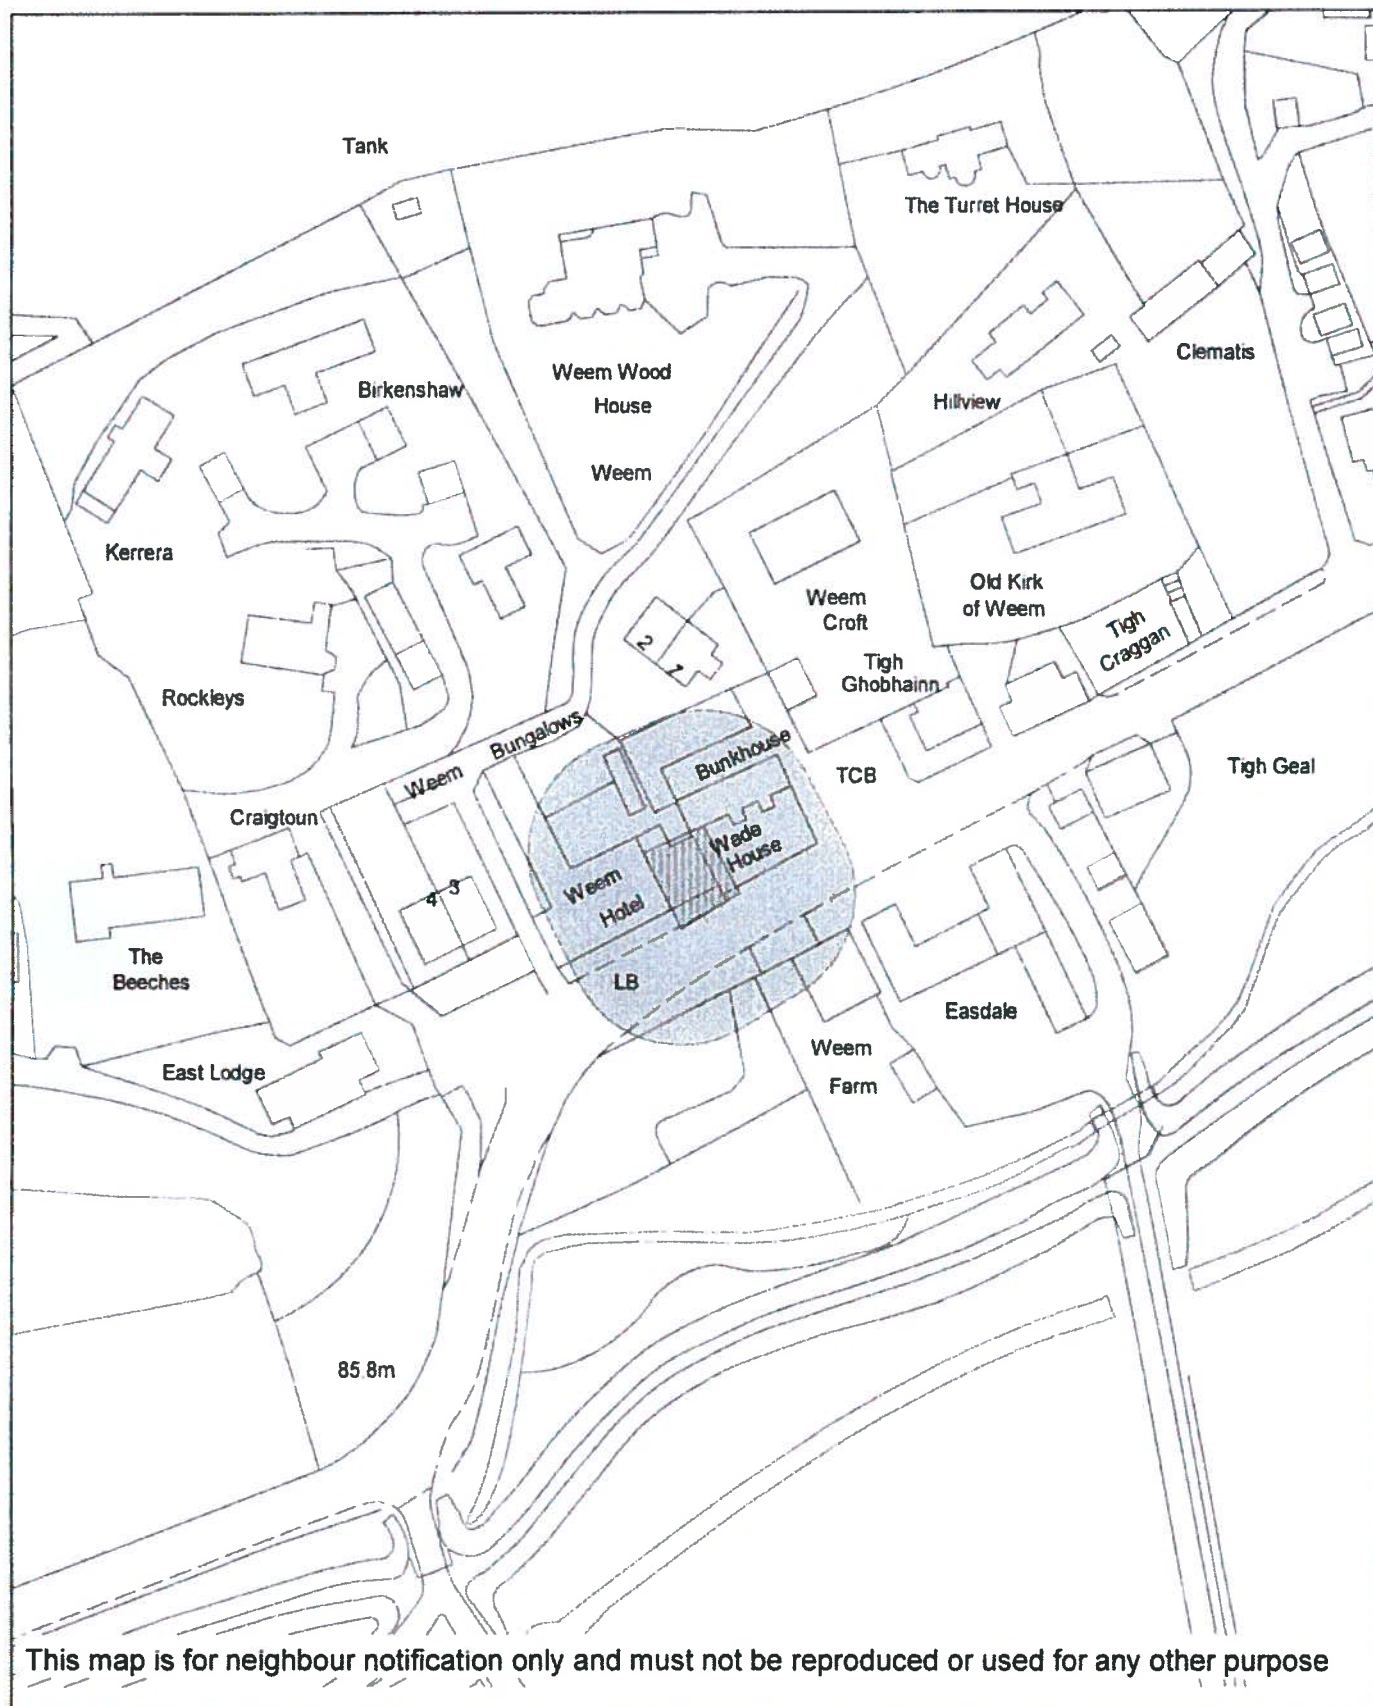 Tank
The Turret House
Clematis
Weem Wood
House
Birkenshaw
Hillview
Weem
Kerrera
Old Kirk
of Weem
Weem
Croft
Tigh
Craggan
2
1
Tigh
Ghobhainn
Rockleys
Bungalows
Weem
Bunkhouse
TCB
Tigh Geal
Craigtoun
Wade
House
4
3
Weem
Hotel
The
Beeches
LB
Easdale
Weem
Farm
East Lodge
85.8m
This map is for neighbour notification only and must not be reproduced or used for any other purpose